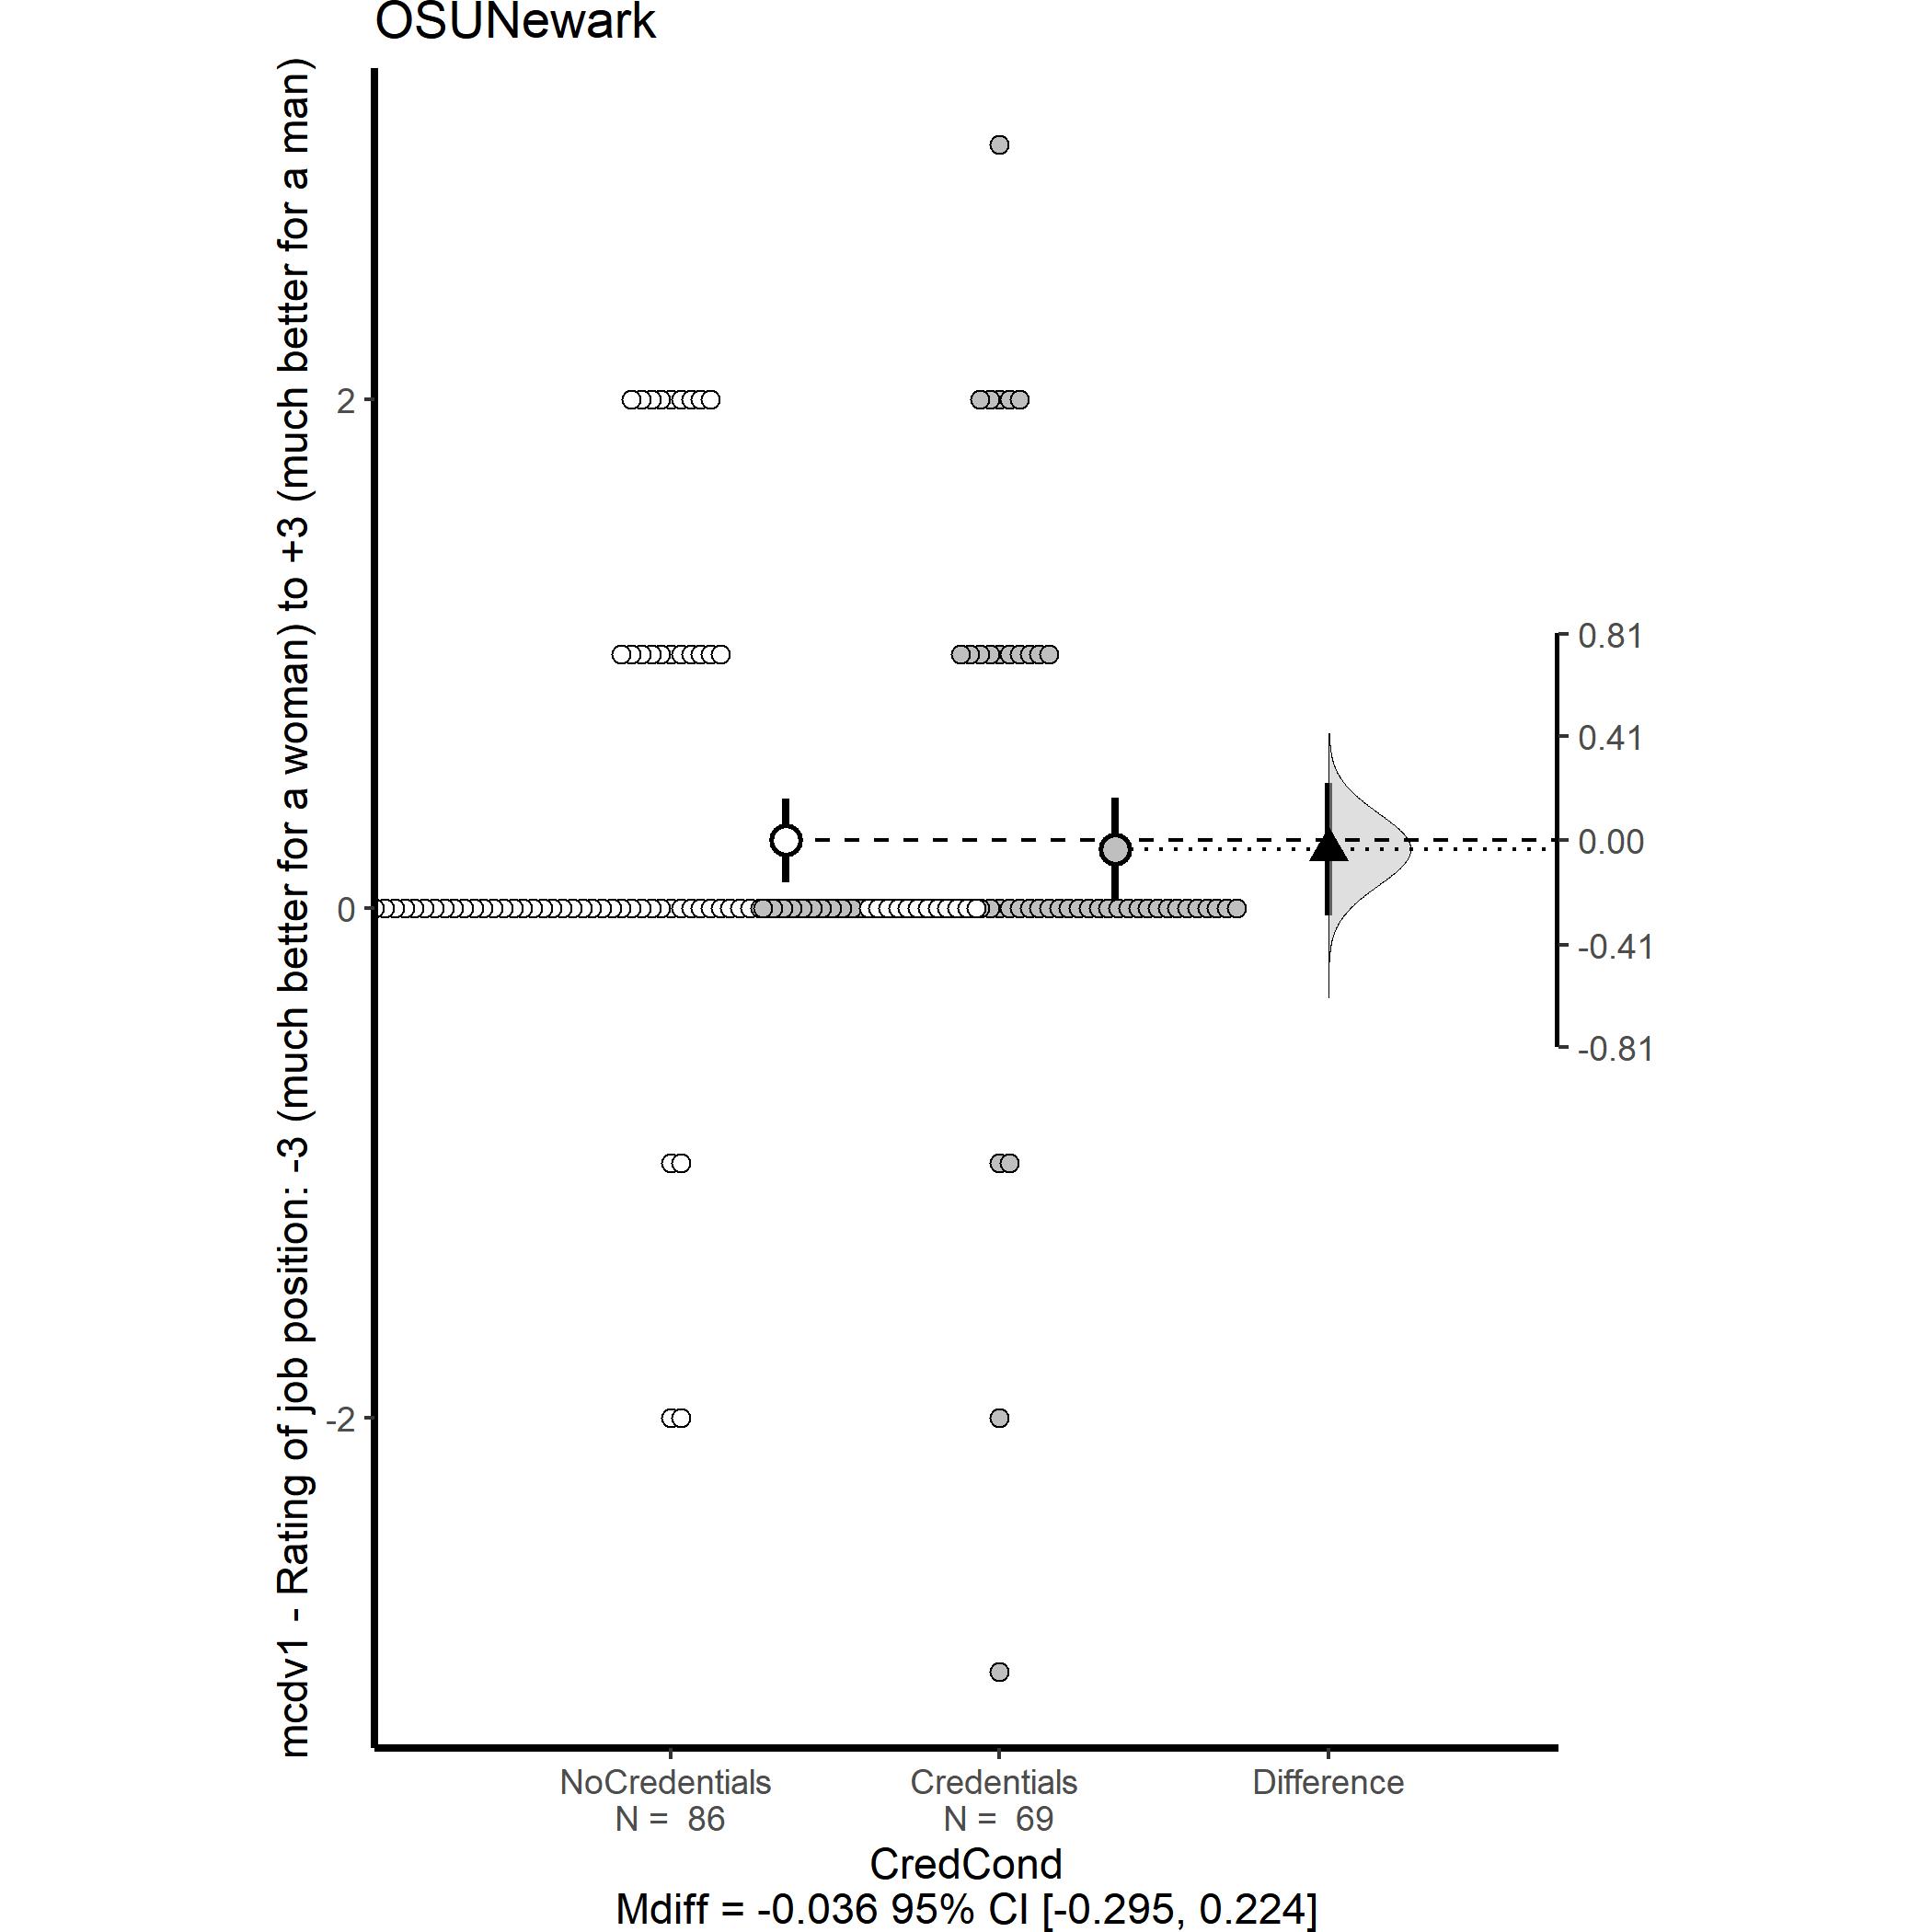 OSUNewark
mcdv1 - Rating of job position: -3 (much better for a woman) to +3 (much better for a man)
2
0
-2
0.81
0.41
0.00
-0.41
-0.81
NoCredentials
N =  86
Credentials
N =  69
Difference
CredCond
Mdiff = -0.036 95% CI [-0.295, 0.224]